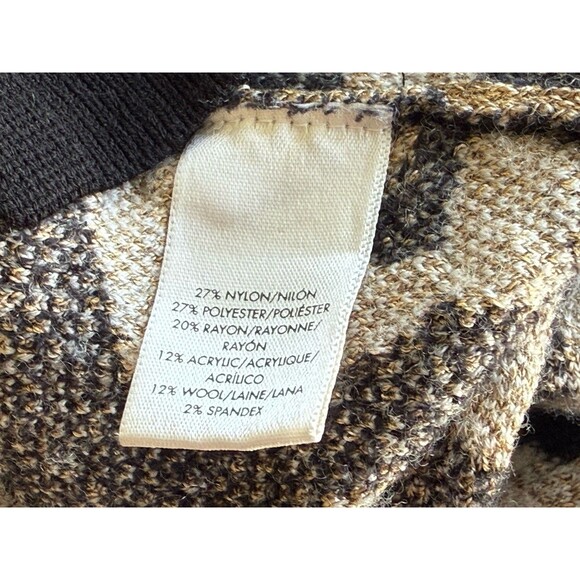 27% NYLON/NILÓN
27% POLYESTER/POLIÉSTER
20% RAYON/RAYONNE/
RAYÓN
12% ACRYLIC/ACRYLIQUE/
ACRÍLICO
12% WOOL/LAINE/LANA
2% SPANDEX